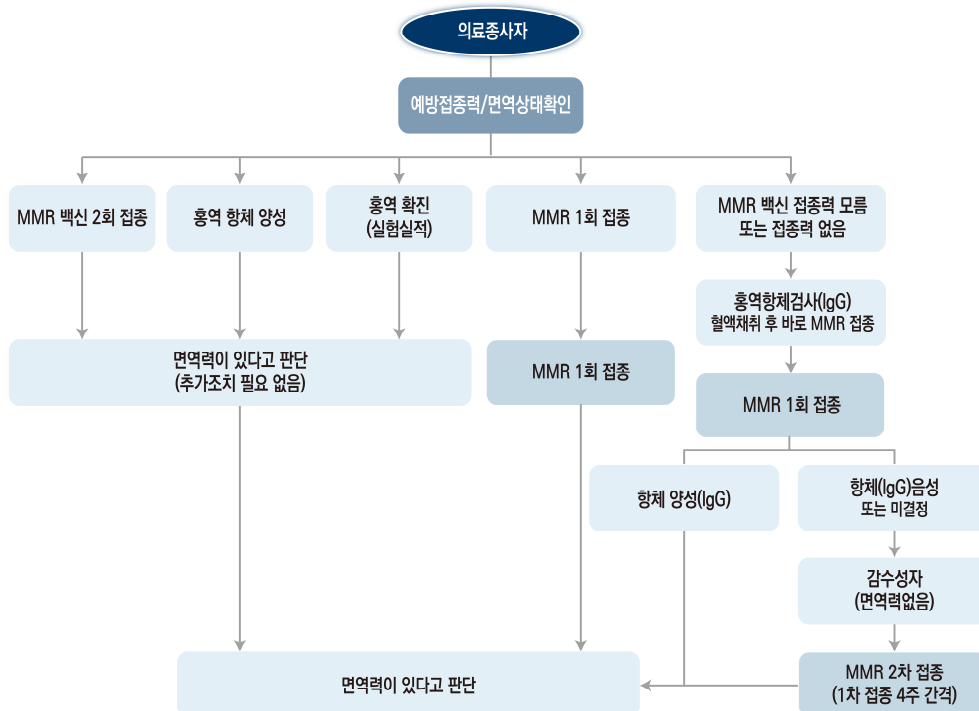 의료종사자
예방접종력/면역상태확인
MMR 백신 2회 접종
홍역 항체 양성
홍역 확진
(실험실적)
MMR 1회 접종
MMR 백신 접종력 모름
또는 접종력 없음
홍역항체검사(IgG)
혈액채취 후 바로 MMR 접종
면역력이 있다고 판단
(추가조치 필요 없음)
MMR 1회 접종
MMR 1회 접종
항체 양성(IgG)
항체(IgG)음성
또는 미결정
감수성자
(면역력없음)
면역력이 있다고 판단
MMR 2차 접종
(1차 접종 4주 간격)